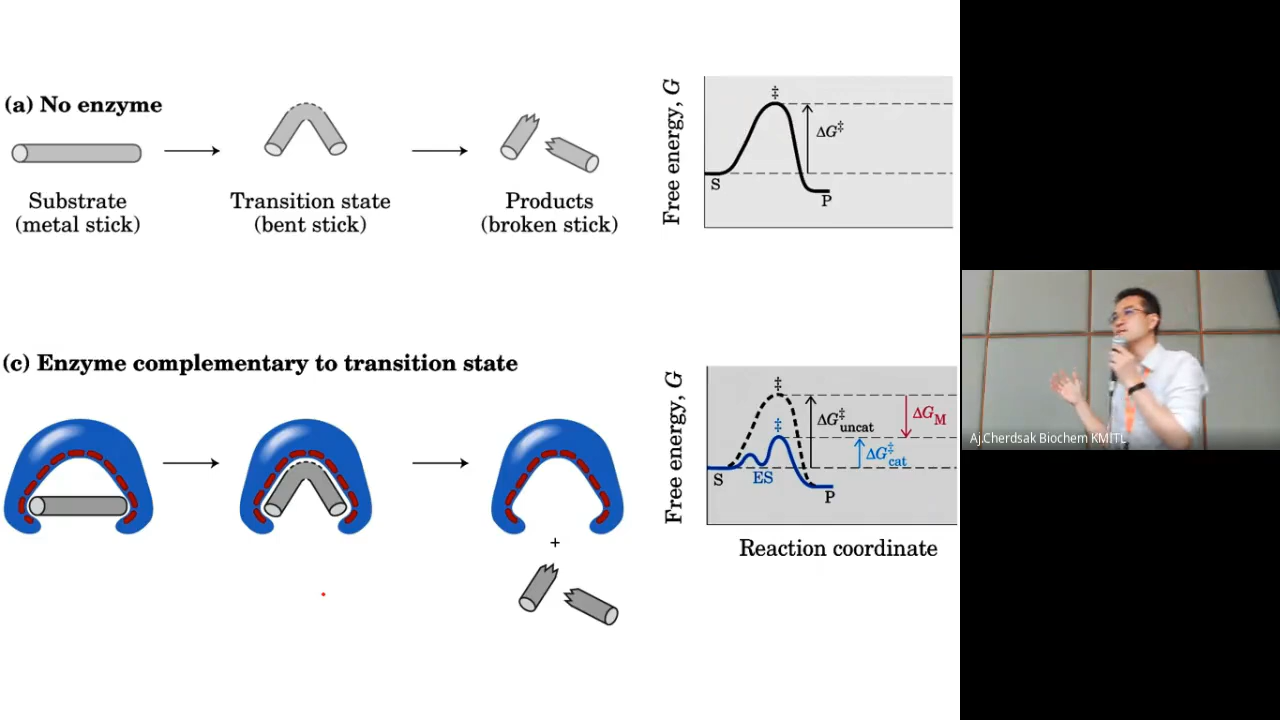 (a) No enzyme
Substrate
(metal stick)
Transition state
(bent stick)
Products
(broken stick)
Free energy, G
‡
ΔG‡
S
P
(c) Enzyme complementary to transition state
+
Free energy, G
‡
‡
ΔG‡uncat
ΔGM
ΔG‡cat
S
ES
P
Reaction coordinate
Aj.Cherdsak Biochem KMITL